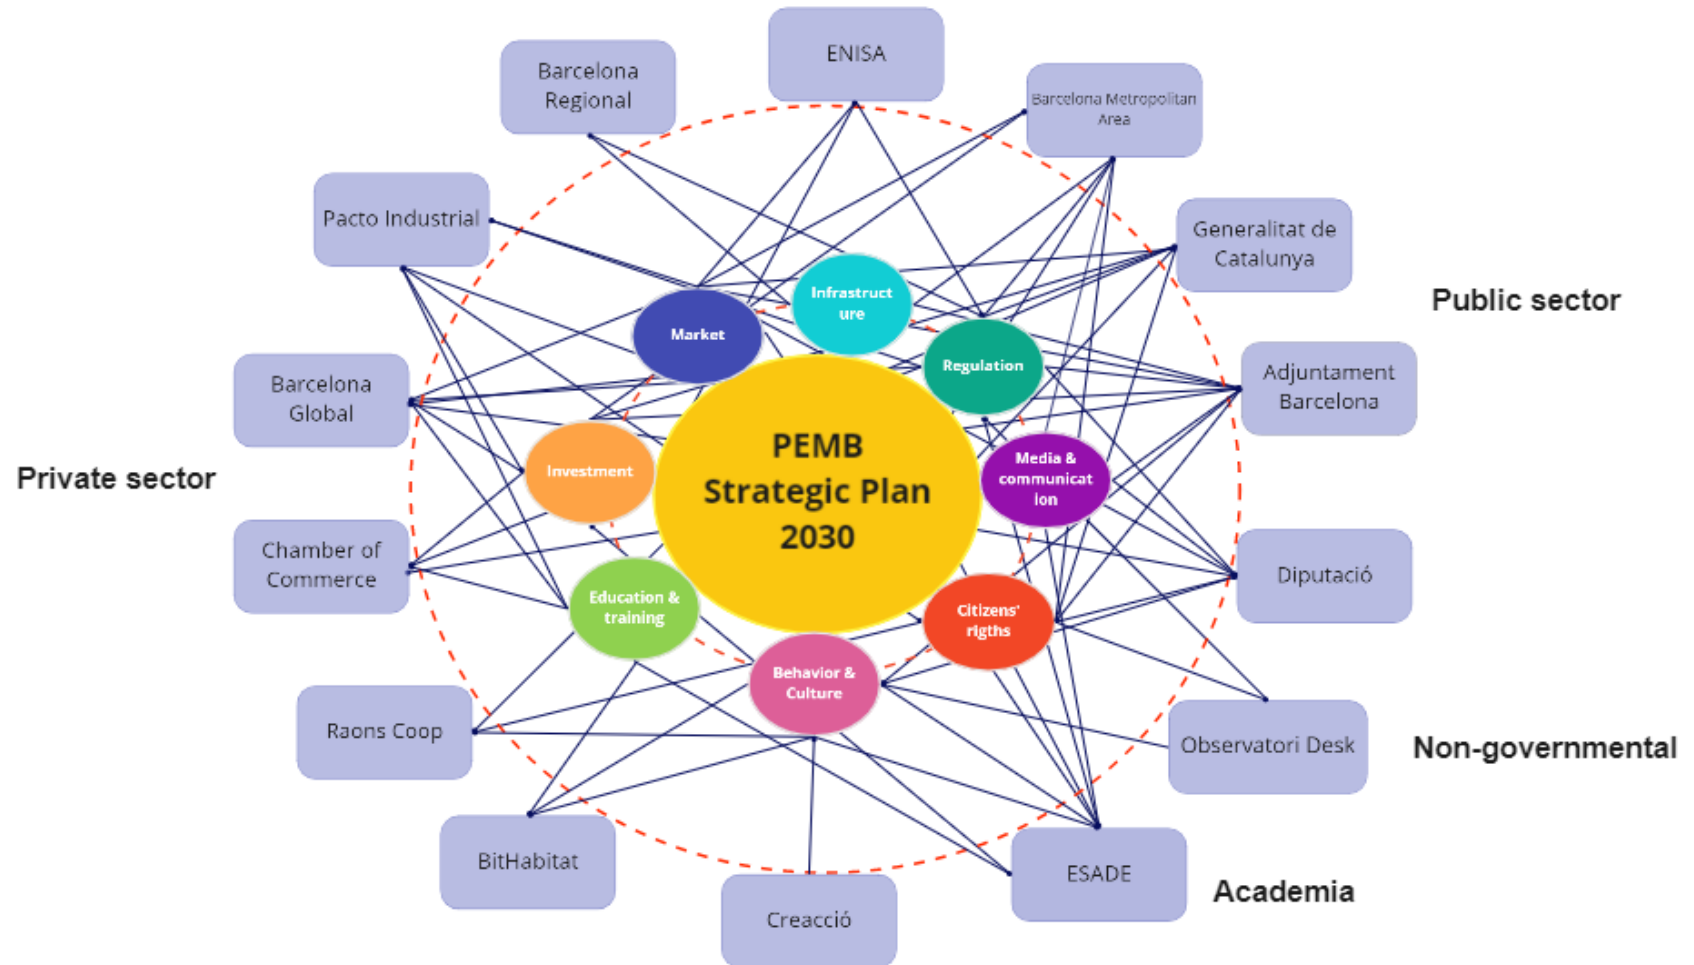 ENISA
Barcelona
Regional
Barcelona Metropolitan
Area
Pacto Industrial
Generalitat de
Catalunya
Public sector
Infrastruct
ure
Market
Regulation
Barcelona
Global
Adjuntament
Barcelona
PEMB
Strategic Plan
2030
Private sector
Investment
Media &
communicat
ion
Chamber of
Commerce
Diputació
Education &
training
Citizens'
rigths
Behavior &
Culture
Raons Coop
Observatori Desk
Non-governmental
BitHabitat
ESADE
Academia
Creacció